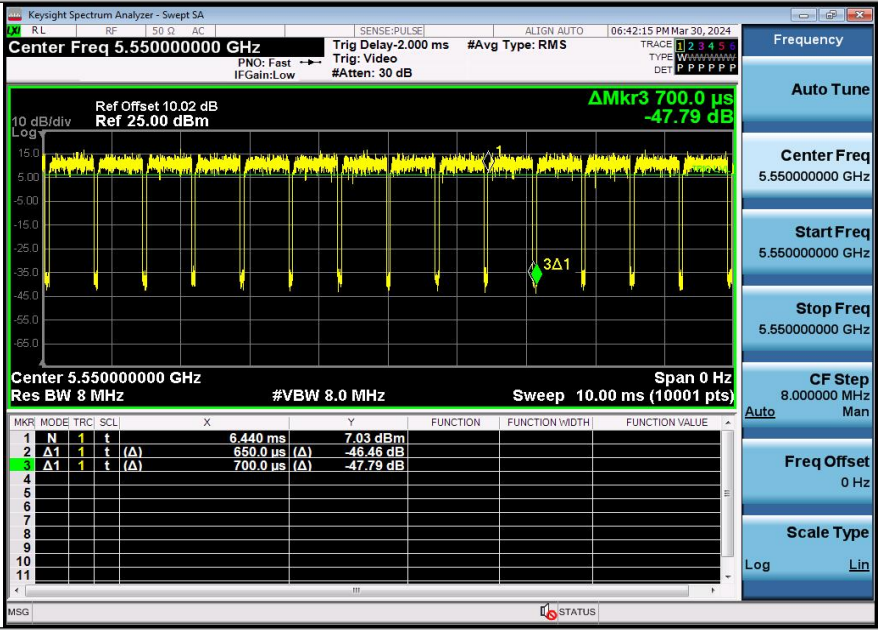 Keysight Spectrum Analyzer - Swept SA
LXI RL RF 50 Ω AC SENSE:PULSE ALIGN AUTO 06:42:15 PM Mar 30, 2024
Center Freq 5.550000000 GHz
PNO: Fast
IFGain:Low
Trig Delay-2.000 ms
Trig: Video
#Atten: 30 dB
#Avg Type: RMS
TRACE 1 2 3 4 5 6
TYPE WWWWWW
DET P P P P P P
Frequency
Auto Tune
Center Freq
5.550000000 GHz
Start Freq
5.550000000 GHz
Stop Freq
5.550000000 GHz
CF Step
8.000000 MHz
Auto Man
Freq Offset
0 Hz
Scale Type
Log Lin
ΔMkr3 700.0 µs
-47.79 dB
Ref Offset 10.02 dB
10 dB/div Ref 25.00 dBm
Log
15.0
5.00
-5.00
-15.0
-25.0
-35.0
-45.0
-55.0
-65.0
1
3Δ1
Center 5.550000000 GHz Span 0 Hz
Res BW 8 MHz #VBW 8.0 MHz Sweep 10.00 ms (10001 pts)
MKR MODE TRC SCL X Y FUNCTION FUNCTION WIDTH FUNCTION VALUE
1 N 1 t 6.440 ms 7.03 dBm
2 Δ1 1 t (Δ) 650.0 µs (Δ) -46.46 dB
3 Δ1 1 t (Δ) 700.0 µs (Δ) -47.79 dB
4
5
6
7
8
9
10
11
MSG STATUS